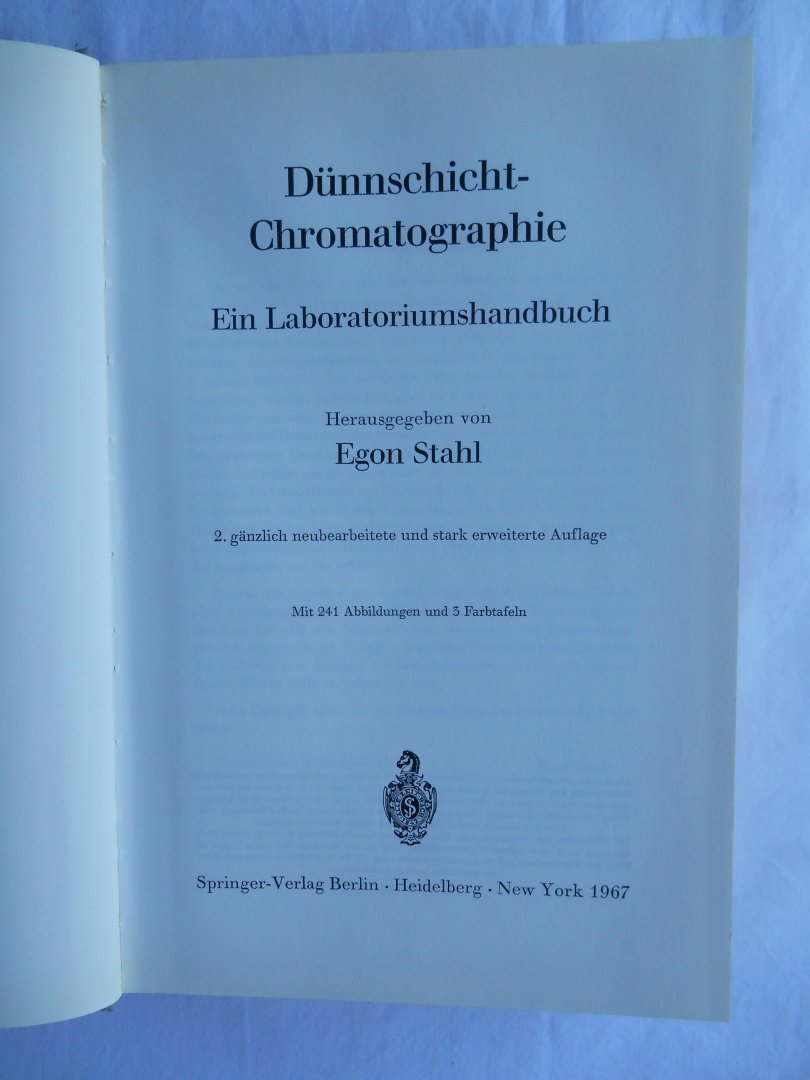 Dünnschicht-
Chromatographie
Ein Laboratoriumshandbuch
Herausgegeben von
Egon Stahl
2. gänzlich neubearbeitete und stark erweiterte Auflage
Mit 241 Abbildungen und 3 Farbtafeln
Springer-Verlag Berlin · Heidelberg · New York 1967